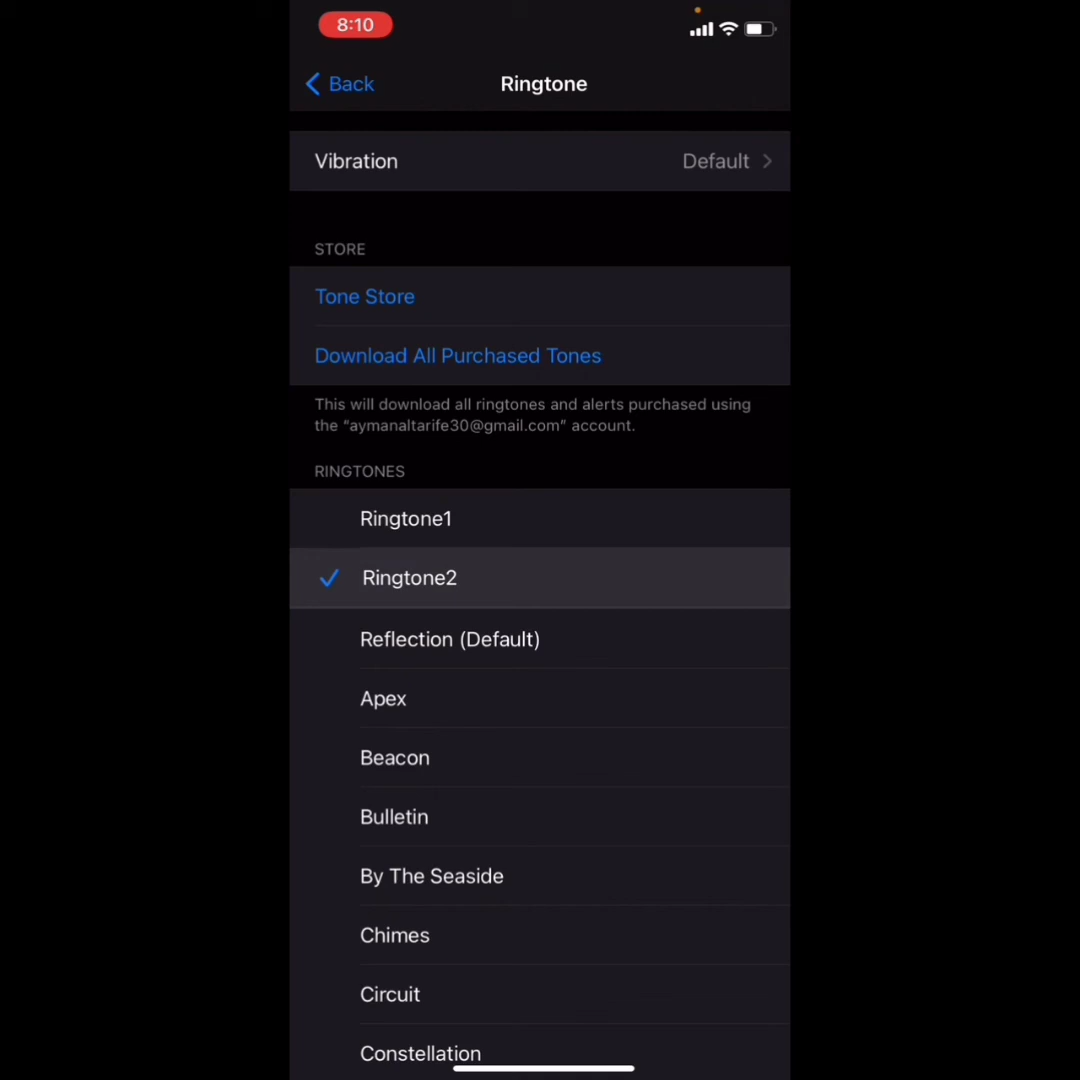 8:10
Back
Ringtone
Vibration
Default
STORE
Tone Store
Download All Purchased Tones
This will download all ringtones and alerts purchased using
the “aymanaltarife30@gmail.com” account.
RINGTONES
Ringtone1
Ringtone2
Reflection (Default)
Apex
Beacon
Bulletin
By The Seaside
Chimes
Circuit
Constellation